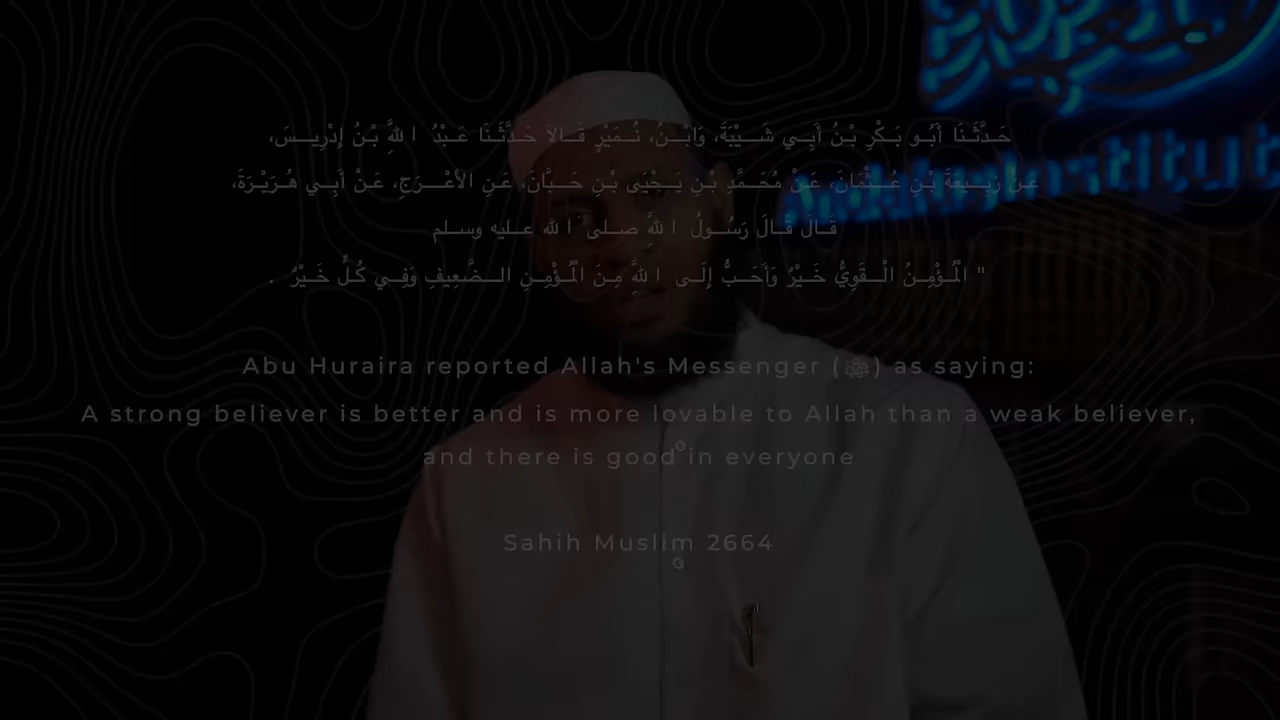 حَدَّثَنَا أَبُو بَكْرِ بْنُ أَبِي شَيْبَةَ، وَابْنُ، نُمَيْرٍ قَالاَ حَدَّثَنَا عَبْدُ اللَّهِ بْنُ إِدْرِيسَ،
عَنْ رَبِيعَةَ بْنِ عُثْمَانَ، عَنْ مُحَمَّدِ بْنِ يَحْيَى بْنِ حَبَّانَ، عَنِ الأَعْرَجِ، عَنْ أَبِي هُرَيْرَةَ،
قَالَ قَالَ رَسُولُ اللَّهِ صلى الله عليه وسلم
" الْمُؤْمِنُ الْقَوِيُّ خَيْرٌ وَأَحَبُّ إِلَى اللَّهِ مِنَ الْمُؤْمِنِ الضَّعِيفِ وَفِي كُلٍّ خَيْرٌ .
Abu Huraira reported Allah's Messenger (ﷺ) as saying:
A strong believer is better and is more lovable to Allah than a weak believer,
and there is good in everyone
Sahih Muslim 2664